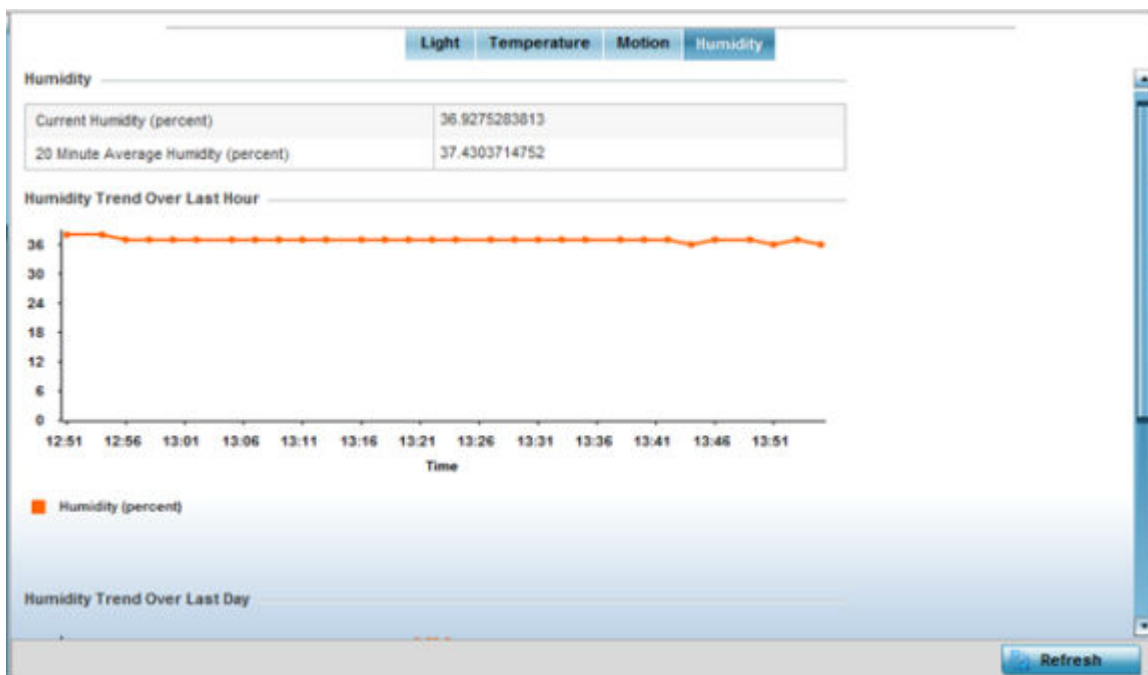 Light Temperature Motion Humidity
Humidity
Current Humidity (percent) 36.9275283813
20 Minute Average Humidity (percent) 37.4303714752
Humidity Trend Over Last Hour
36
30
24
18
12
6
0
12:51 12:56 13:01 13:06 13:11 13:16 13:21 13:26 13:31 13:36 13:41 13:46 13:51
Time
Humidity (percent)
Humidity Trend Over Last Day
Refresh